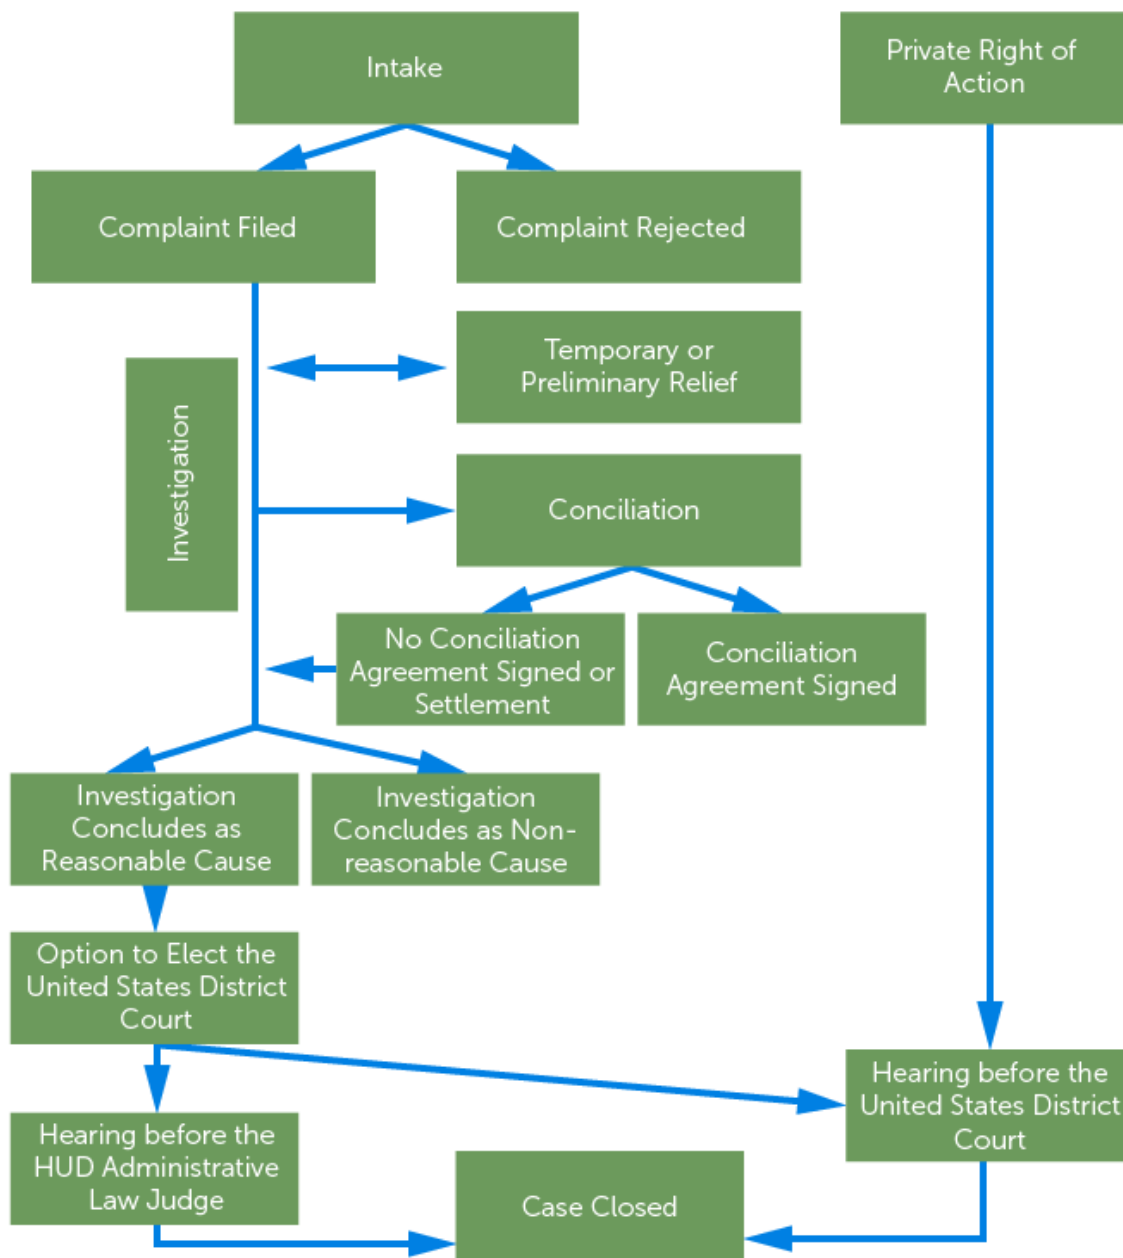 Intake
Private Right of
Action
Complaint Filed
Complaint Rejected
Temporary or
Preliminary Relief
Investigation
Conciliation
No Conciliation
Agreement Signed or
Settlement
Conciliation
Agreement Signed
Investigation
Concludes as
Reasonable Cause
Investigation
Concludes as Non-
reasonable Cause
Option to Elect the
United States District
Court
Hearing before the
United States District
Court
Hearing before the
HUD Administrative
Law Judge
Case Closed